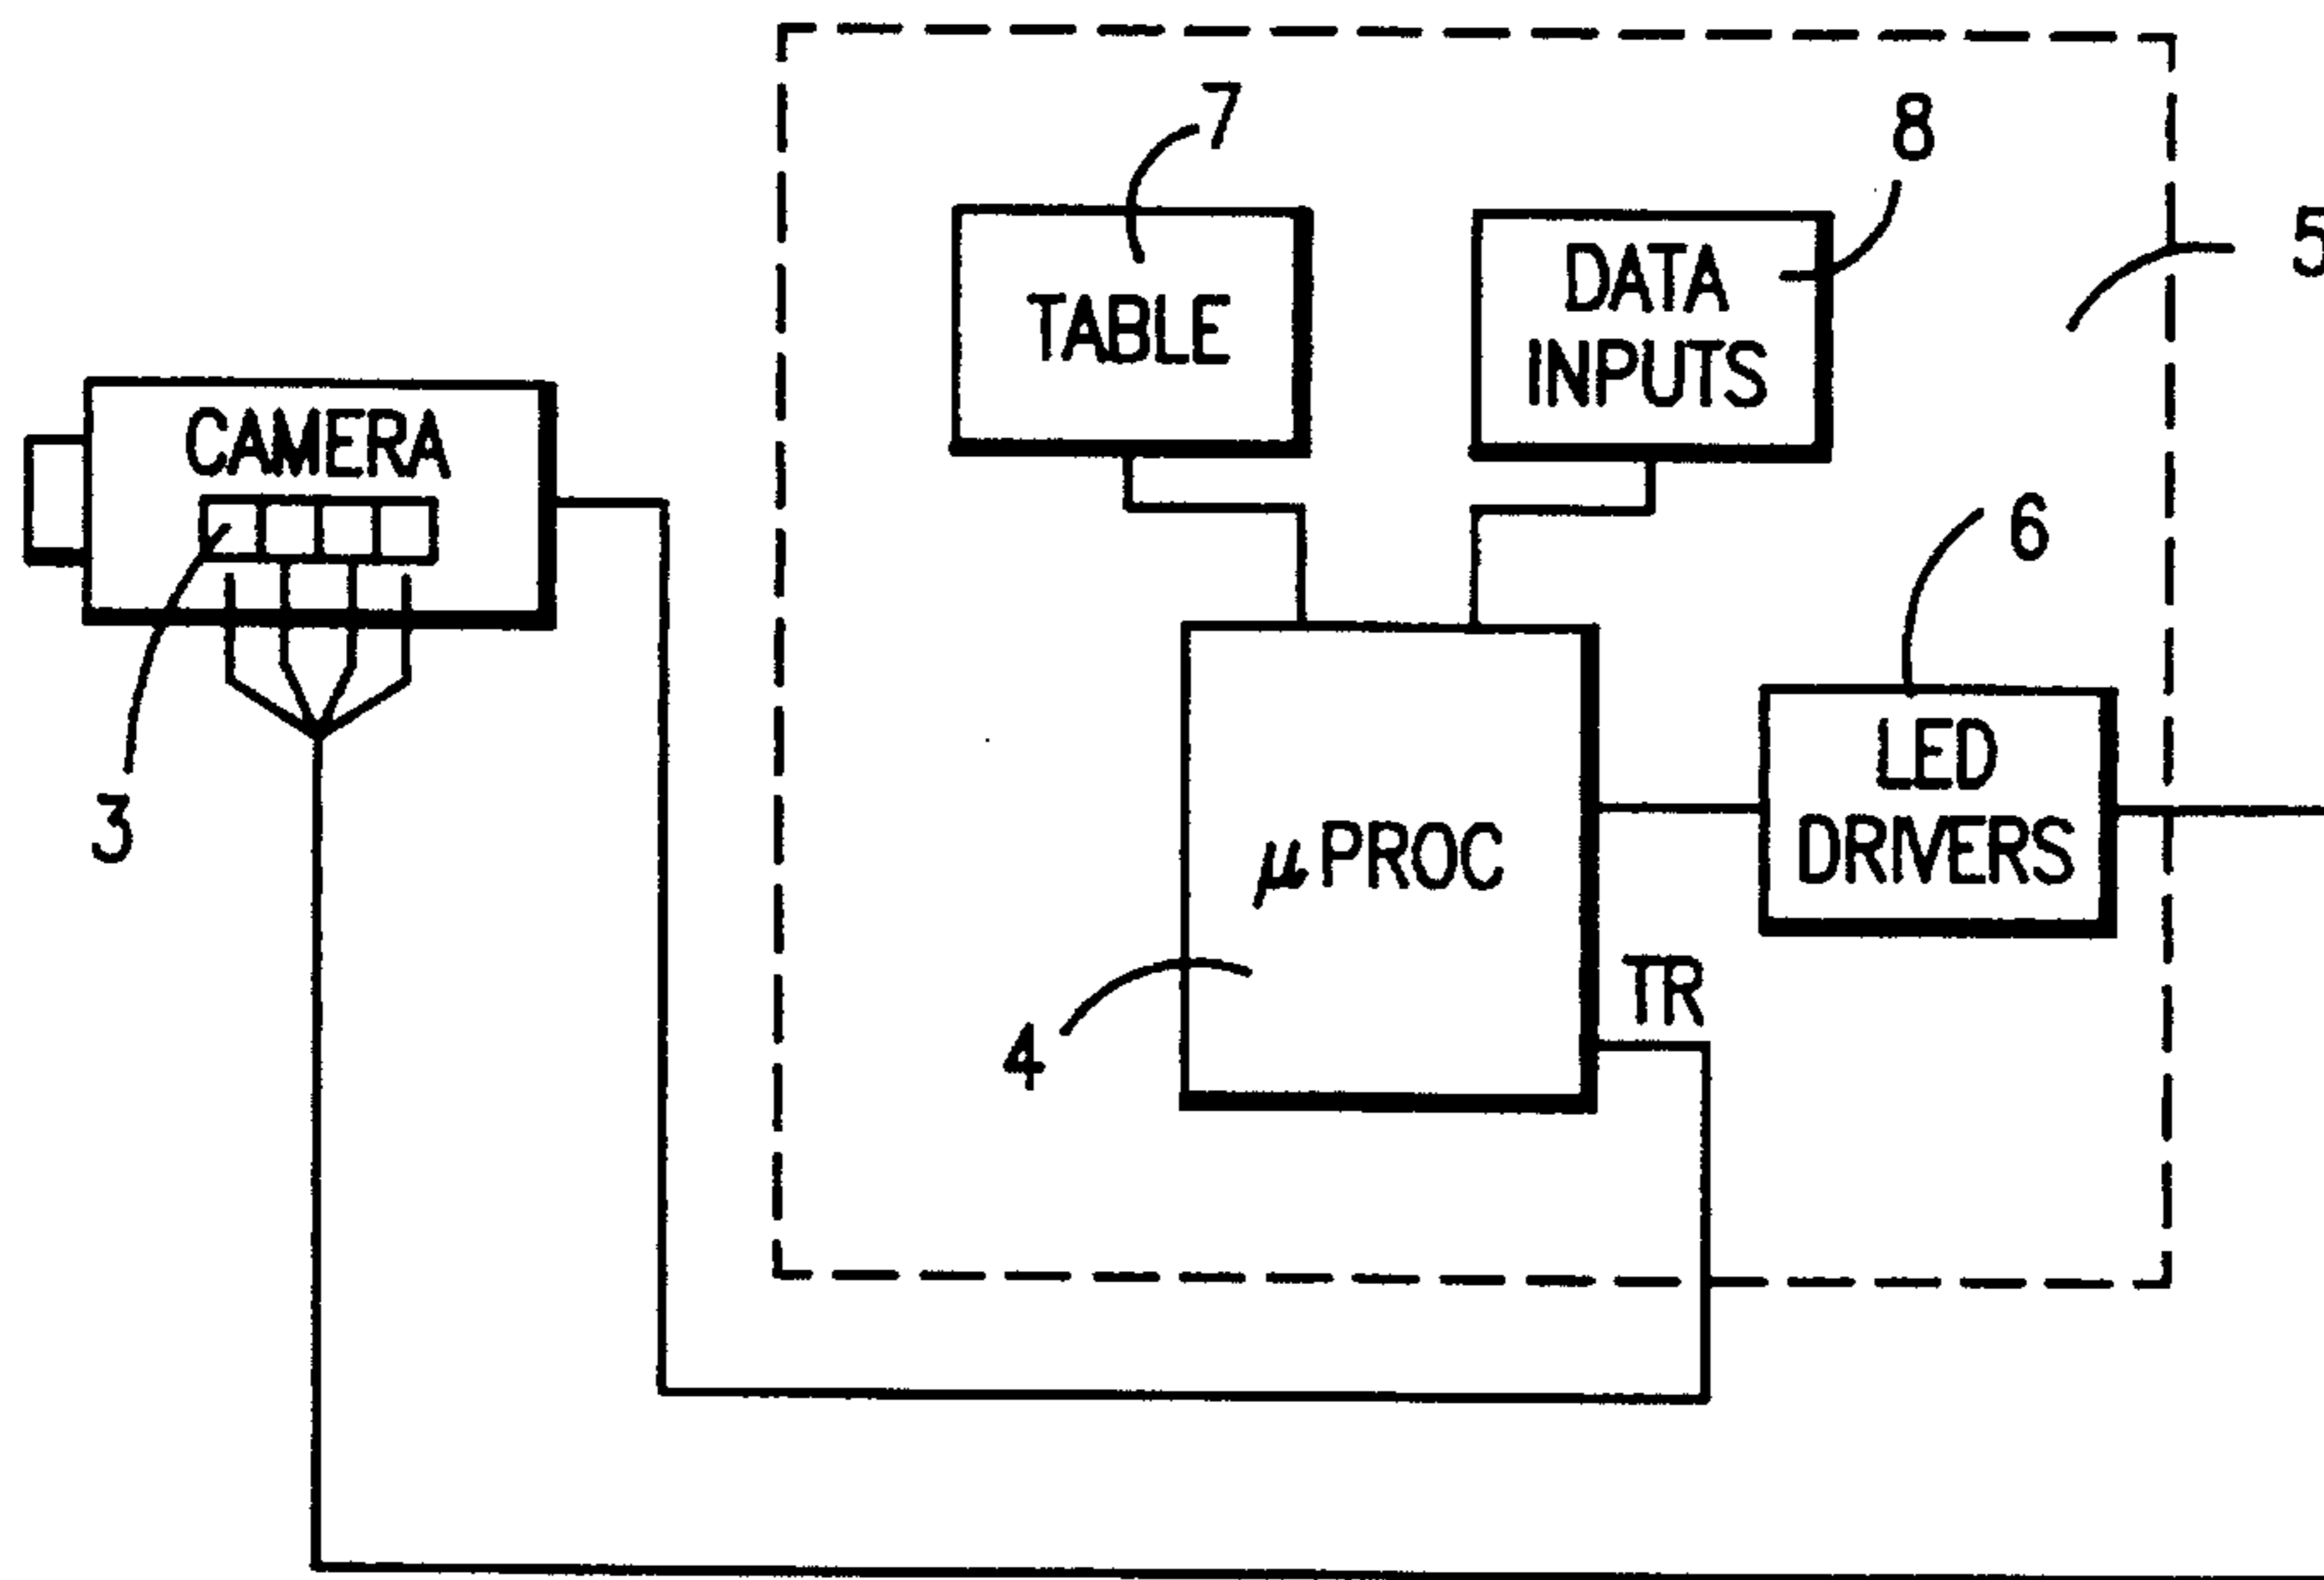 7
8
5
TABLE
DATA
INPUTS
CAMERA
6
3
LED
DRIVERS
μPROC
TR
4